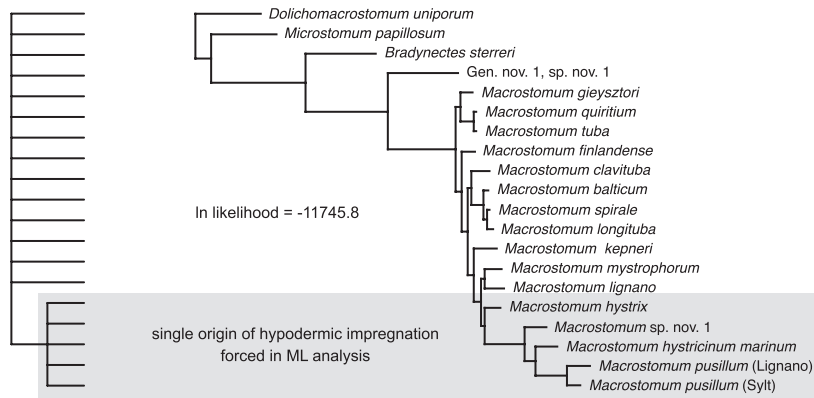 Dolichomacrostomum uniporum
Microstomum papillosum
Bradynectes sterreri
Gen. nov. 1, sp. nov. 1
Macrostomum gieysztori
Macrostomum quiritium
Macrostomum tuba
Macrostomum finlandense
Macrostomum clavituba
Macrostomum balticum
Macrostomum spirale
Macrostomum longituba
ln likelihood = -11745.8
Macrostomum kepneri
Macrostomum mystrophorum
Macrostomum lignano
Macrostomum hystrix
Macrostomum sp. nov. 1
Macrostomum hystricinum marinum
Macrostomum pusillum (Lignano)
Macrostomum pusillum (Sylt)
single origin of hypodermic impregnation
forced in ML analysis